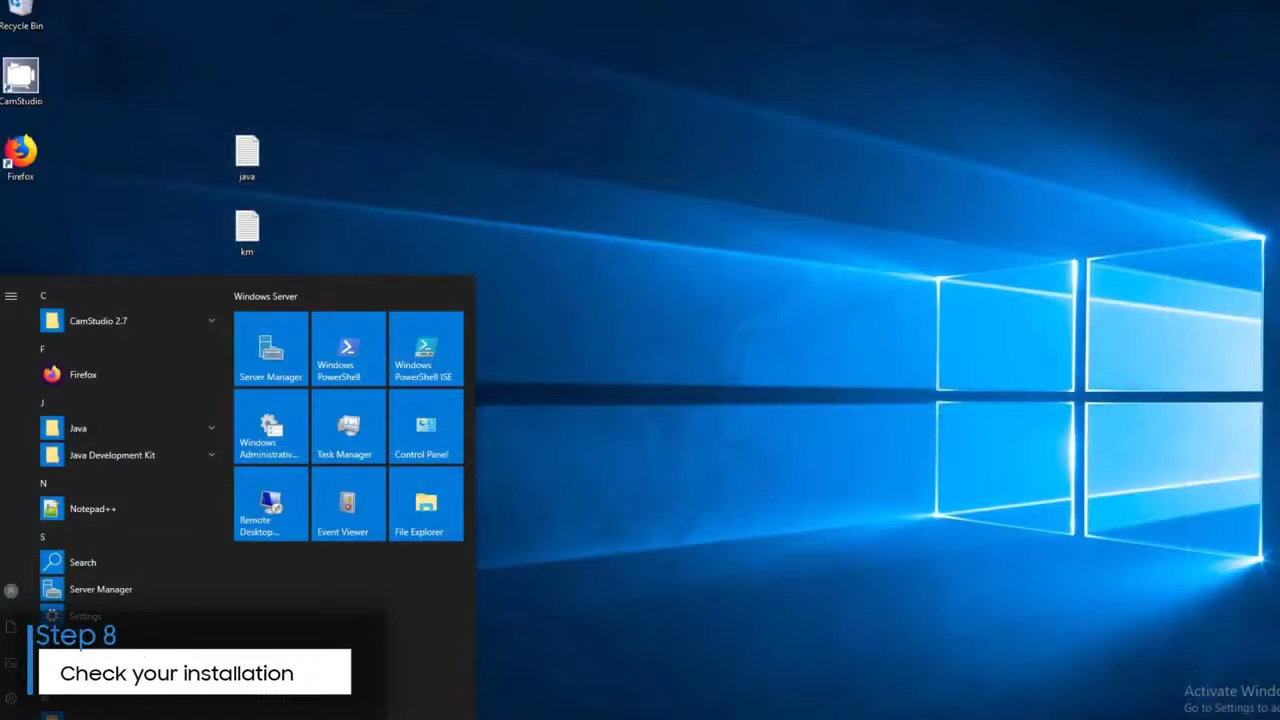 Recycle Bin
CamStudio
Firefox
java
km
C
CamStudio 2.7
F
Firefox
J
Java
Java Development Kit
N
Notepad++
S
Search
Server Manager
Settings
Windows Server
Server Manager
Windows
PowerShell
Windows
PowerShell ISE
Windows
Administrativ...
Task Manager
Control Panel
Remote
Desktop...
Event Viewer
File Explorer
Step 8
Check your installation
Activate Windo
Go to Settings to ac